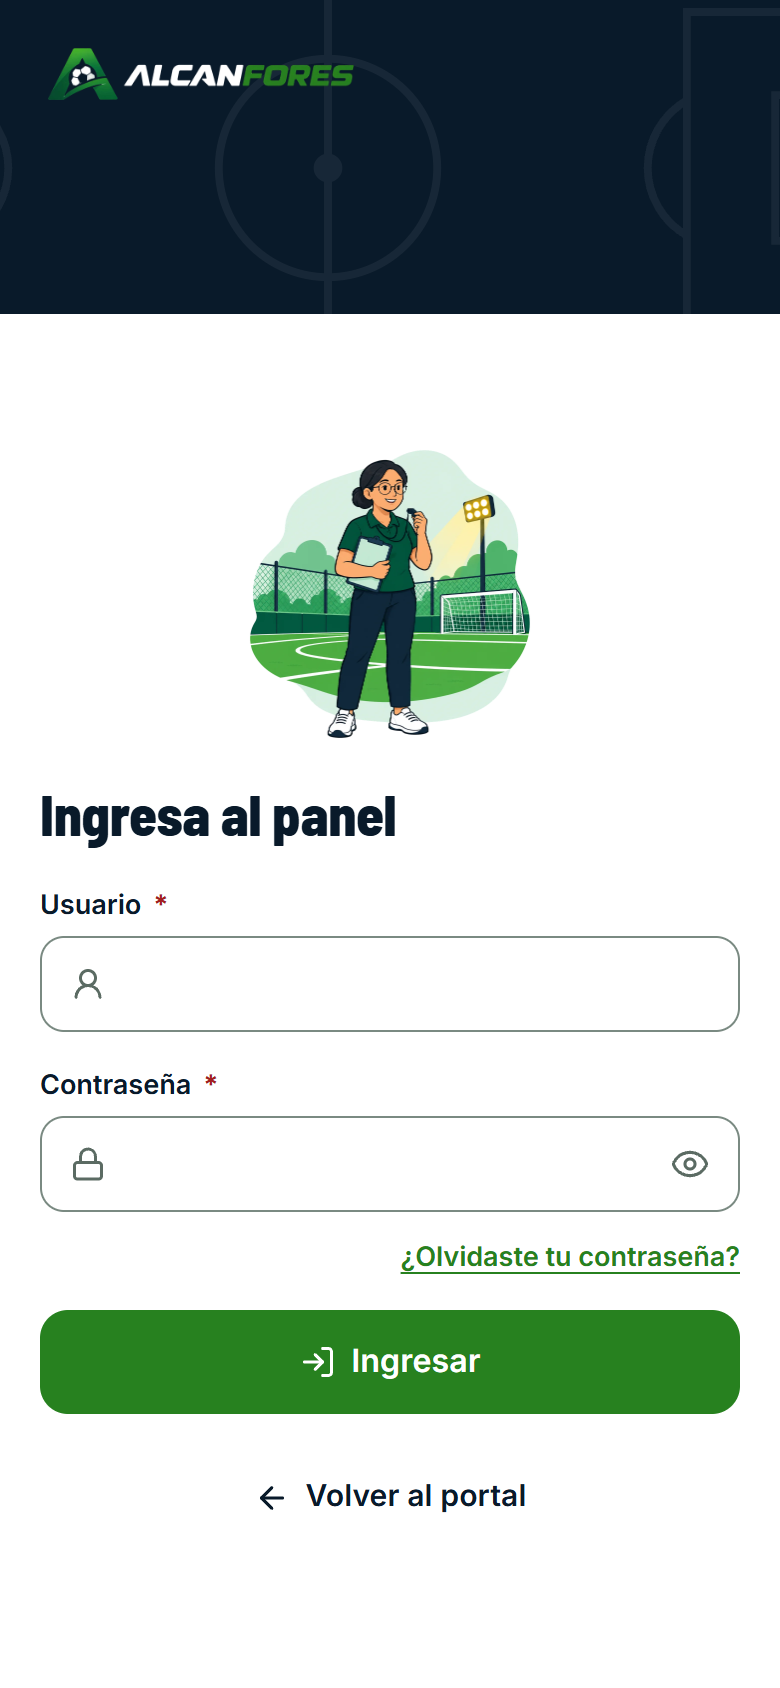 ALCANFORES
Ingresa al panel
Usuario *
Contraseña *
¿Olvidaste tu contraseña?
Ingresar
Volver al portal